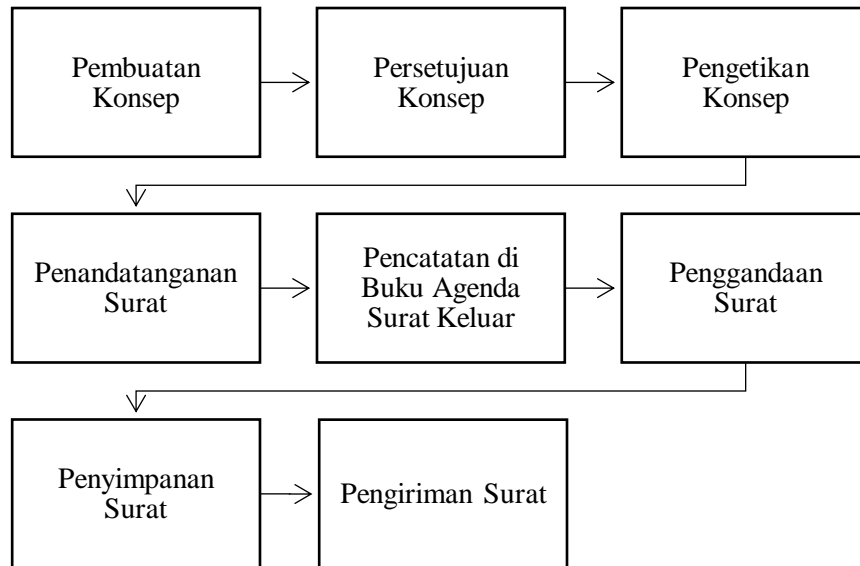 Pembuatan
Konsep
Persetujuan
Konsep
Pengetikan
Konsep
Penandatanganan
Surat
Pencatatan di
Buku Agenda
Surat Keluar
Penggandaan
Surat
Penyimpanan
Surat
Pengiriman Surat